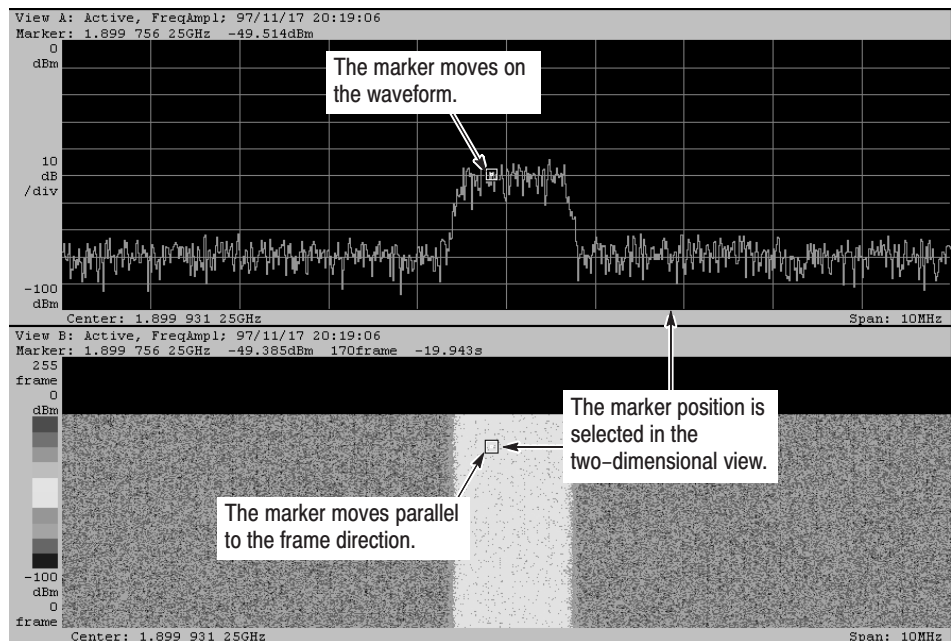 View A: Active, FreqAmpl; 97/11/17 20:19:06
Marker: 1.899 756 25GHz -49.514dBm
0
dBm
The marker moves on
the waveform.
10
dB
/div
-100
dBm
Center: 1.899 931 25GHz
Span: 10MHz
View B: Active, FreqAmpl; 97/11/17 20:19:06
Marker: 1.899 756 25GHz -49.385dBm 170frame -19.943s
255
frame
0
dBm
The marker position is
selected in the
two-dimensional view.
The marker moves parallel
to the frame direction.
-100
dBm
0
frame
Center: 1.899 931 25GHz
Span: 10MHz